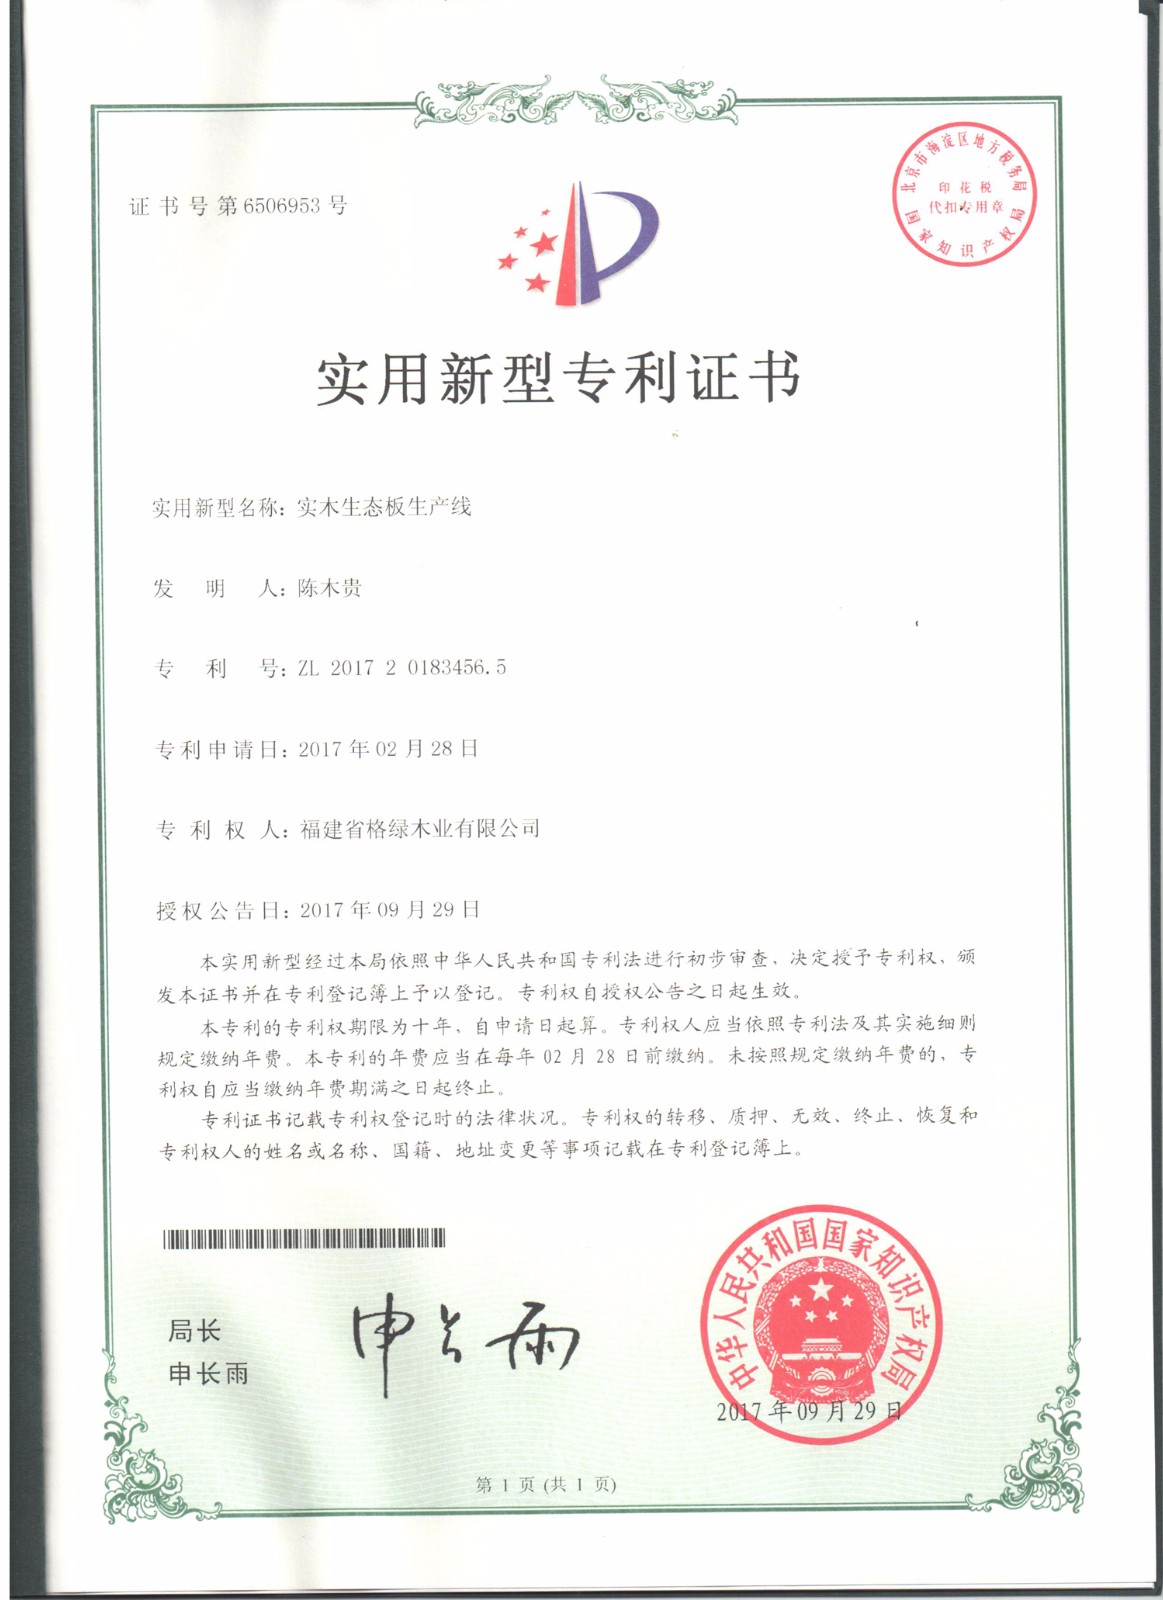 证书号第6506953号
北京市海淀区地方税务局
印花税
代扣专用章
国家知识产权局
实用新型专利证书
实用新型名称：实木生态板生产线
发明人：陈木贵
专利号：ZL 2017 2 0183456.5
专利申请日：2017年02月28日
专利权人：福建省格绿木业有限公司
授权公告日：2017年09月29日
本实用新型经过本局依照中华人民共和国专利法进行初步审查，决定授予专利权，颁
发本证书并在专利登记簿上予以登记。专利权自授权公告之日起生效。
本专利的专利权期限为十年，自申请日起算。专利权人应当依照专利法及其实施细则
规定缴纳年费。本专利的年费应当在每年02月28日前缴纳。未按照规定缴纳年费的，专
利权自应当缴纳年费期满之日起终止。
专利证书记载专利权登记时的法律状况。专利权的转移、质押、无效、终止、恢复和
专利权人的姓名或名称、国籍、地址变更等事项记载在专利登记簿上。
局长
申长雨
申长雨
中华人民共和国国家知识产权局
2017年09月29日
第1页(共1页)